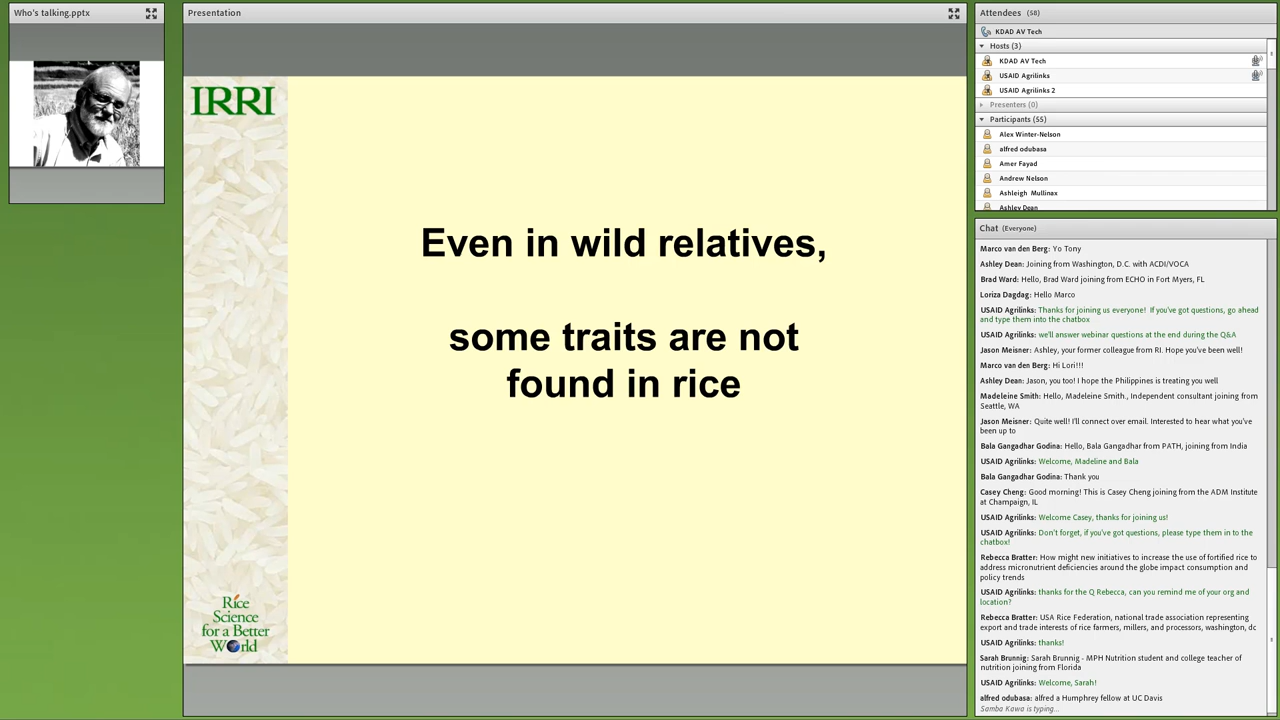 Who's talking.pptx
Presentation
IRRI
Even in wild relatives,
some traits are not
found in rice
Rice
Science
for a Better
World
Attendees (58)
KDAD AV Tech
Hosts (3)
KDAD AV Tech
USAID Agrilinks
USAID Agrilinks 2
Presenters (0)
Participants (55)
Alex Winter-Nelson
alfred odubasa
Amer Fayad
Andrew Nelson
Ashleigh Mullinax
Ashley Dean
Chat (Everyone)
Marco van den Berg: Yo Tony
Ashley Dean: Joining from Washington, D.C. with ACDI/VOCA
Brad Ward: Hello, Brad Ward joining from ECHO in Fort Myers, FL
Loriza Dagdag: Hello Marco
USAID Agrilinks: Thanks for joining us everyone! If you've got questions, go ahead
and type them into the chatbox
USAID Agrilinks: we'll answer webinar questions at the end during the Q&A
Jason Meisner: Ashley, your former colleague from RI. Hope you've been well!
Marco van den Berg: Hi Lori!!!
Ashley Dean: Jason, you too! I hope the Philippines is treating you well
Madeleine Smith: Hello, Madeleine Smith., Independent consultant joining from
Seattle, WA
Jason Meisner: Quite well! I'll connect over email. Interested to hear what you've
been up to
Bala Gangadhar Godina: Hello, Bala Gangadhar from PATH, joining from India
USAID Agrilinks: Welcome, Madeline and Bala
Bala Gangadhar Godina: Thank you
Casey Cheng: Good morning! This is Casey Cheng joining from the ADM Institute
at Champaign, IL
USAID Agrilinks: Welcome Casey, thanks for joining us!
USAID Agrilinks: Don't forget, if you've got questions, please type them in to the
chatbox!
Rebecca Bratter: How might new initiatives to increase the use of fortified rice to
address micronutrient deficiencies around the globe impact consumption and
policy trends
USAID Agrilinks: thanks for the Q Rebecca, can you remind me of your org and
location?
Rebecca Bratter: USA Rice Federation, national trade association representing
export and trade interests of rice farmers, millers, and processors, washington, dc
USAID Agrilinks: thanks!
Sarah Brunnig: Sarah Brunnig - MPH Nutrition student and college teacher of
nutrition joining from Florida
USAID Agrilinks: Welcome, Sarah!
alfred odubasa: alfred a Humphrey fellow at UC Davis
Samba Kawa is typing...